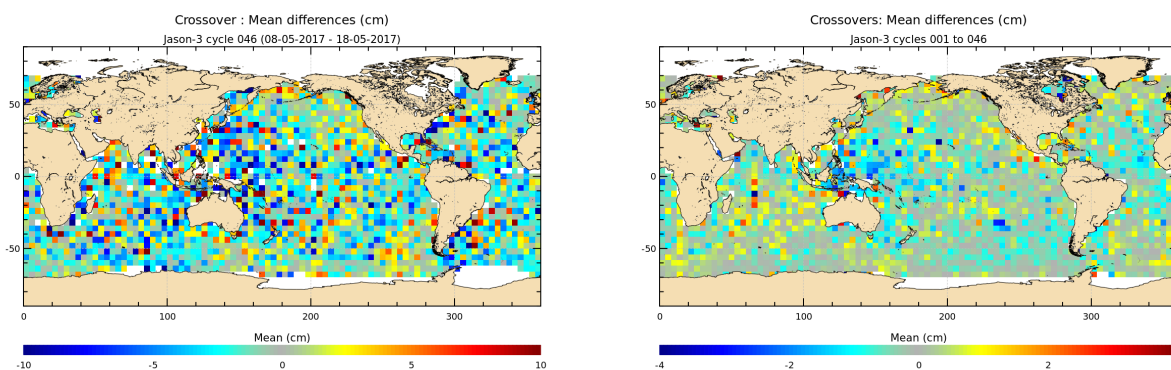 Crossover : Mean differences (cm)
Jason-3 cycle 046 (08-05-2017 - 18-05-2017)
50
0
-50
0 100 200 300
Mean (cm)
-10 -5 0 5 10
Crossovers: Mean differences (cm)
Jason-3 cycles 001 to 046
50
0
-50
0 100 200 300
Mean (cm)
-4 -2 0 2